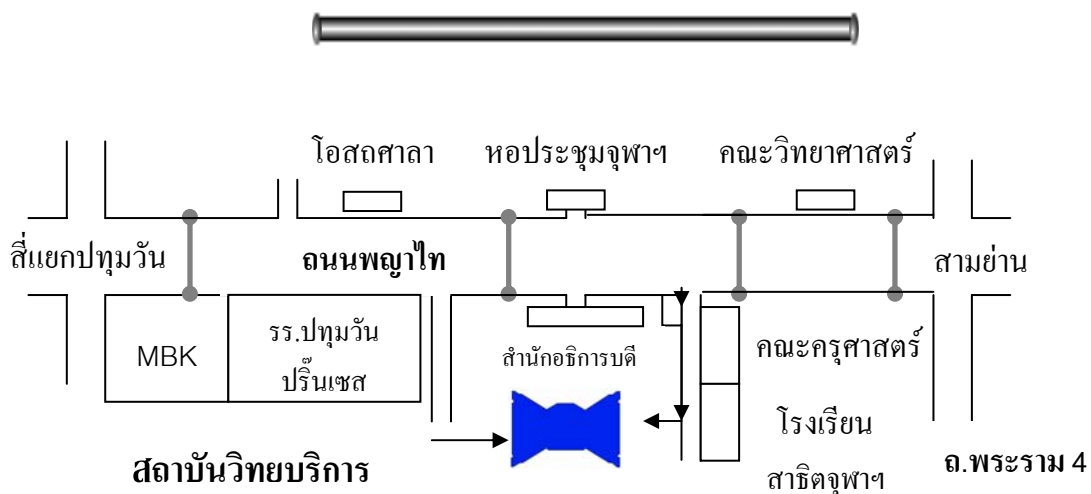 โอสถศาลา
หอประชุมจุฬาฯ
คณะวิทยาศาสตร์
สี่แยกปทุมวัน
ถนนพญาไท
สามย่าน
MBK
รร.ปทุมวัน
ปริ๊นเซส
สำนักอธิการบดี
คณะครุศาสตร์
โรงเรียน
สาธิตจุฬาฯ
สถาบันวิทยบริการ
ถ.พระราม 4